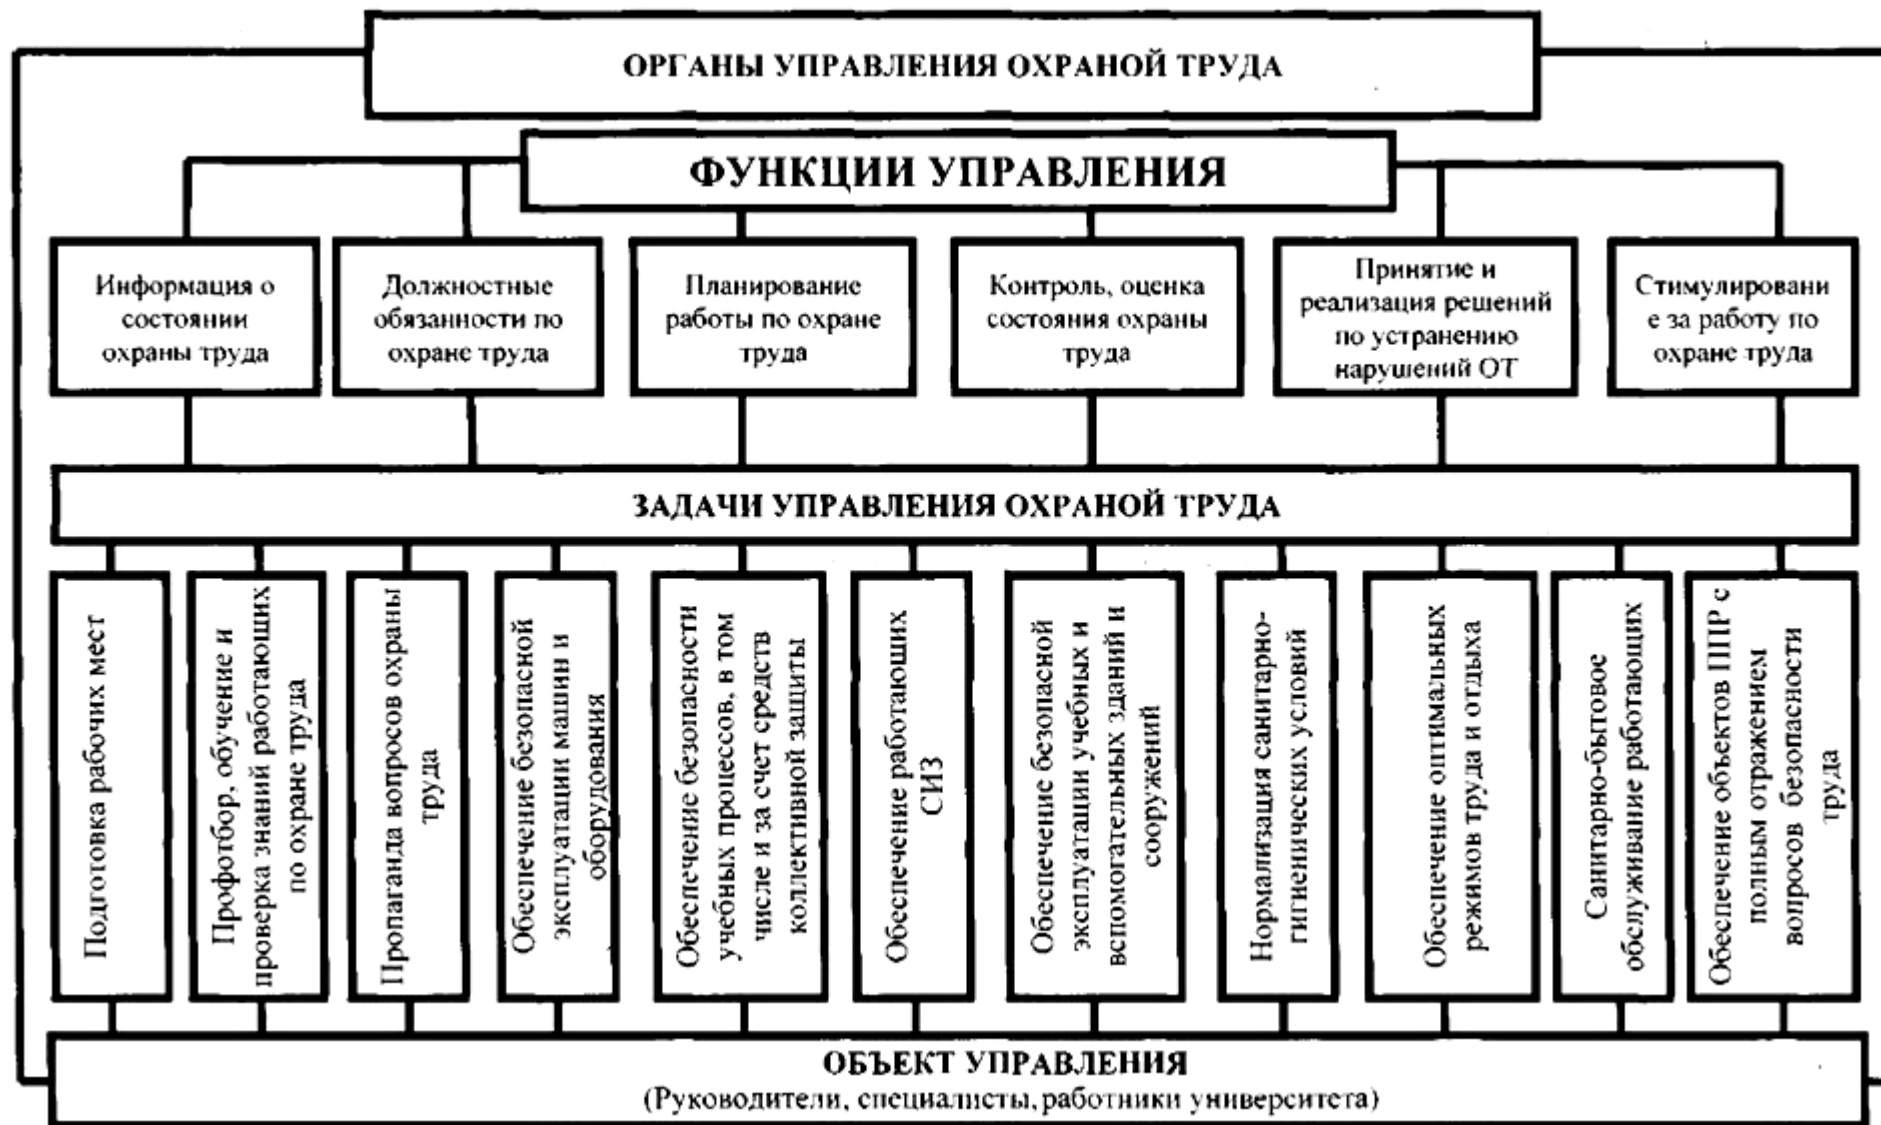 ОРГАНЫ УПРАВЛЕНИЯ ОХРАНОЙ ТРУДА
ФУНКЦИИ УПРАВЛЕНИЯ
Информация о
состоянии
охраны труда
Должностные
обязанности по
охране труда
Планирование
работы по охране
труда
Контроль, оценка
состояния охраны
труда
Принятие и
реализация решений
по устранению
нарушений ОТ
Стимулировани
е за работу по
охране труда
ЗАДАЧИ УПРАВЛЕНИЯ ОХРАНОЙ ТРУДА
Подготовка рабочих мест
Профотбор, обучение и
проверка знаний работающих
по охране труда
Пропаганда вопросов охраны
труда
Обеспечение безопасной
эксплуатации машин и
оборудования
Обеспечение безопасности
учебных процессов, в том
числе и за счет средств
коллективной защиты
Обеспечение работающих
СИЗ
Обеспечение безопасной
эксплуатации учебных и
вспомогательных зданий и
сооружений
Нормализация санитарно-
гигиенических условий
Обеспечение оптимальных
режимов труда и отдыха
Санитарно-бытовое
обслуживание работающих
Обеспечение объектов ППР с
полным отражением
вопросов безопасности
труда
ОБЪЕКТ УПРАВЛЕНИЯ
(Руководители, специалисты, работники университета)